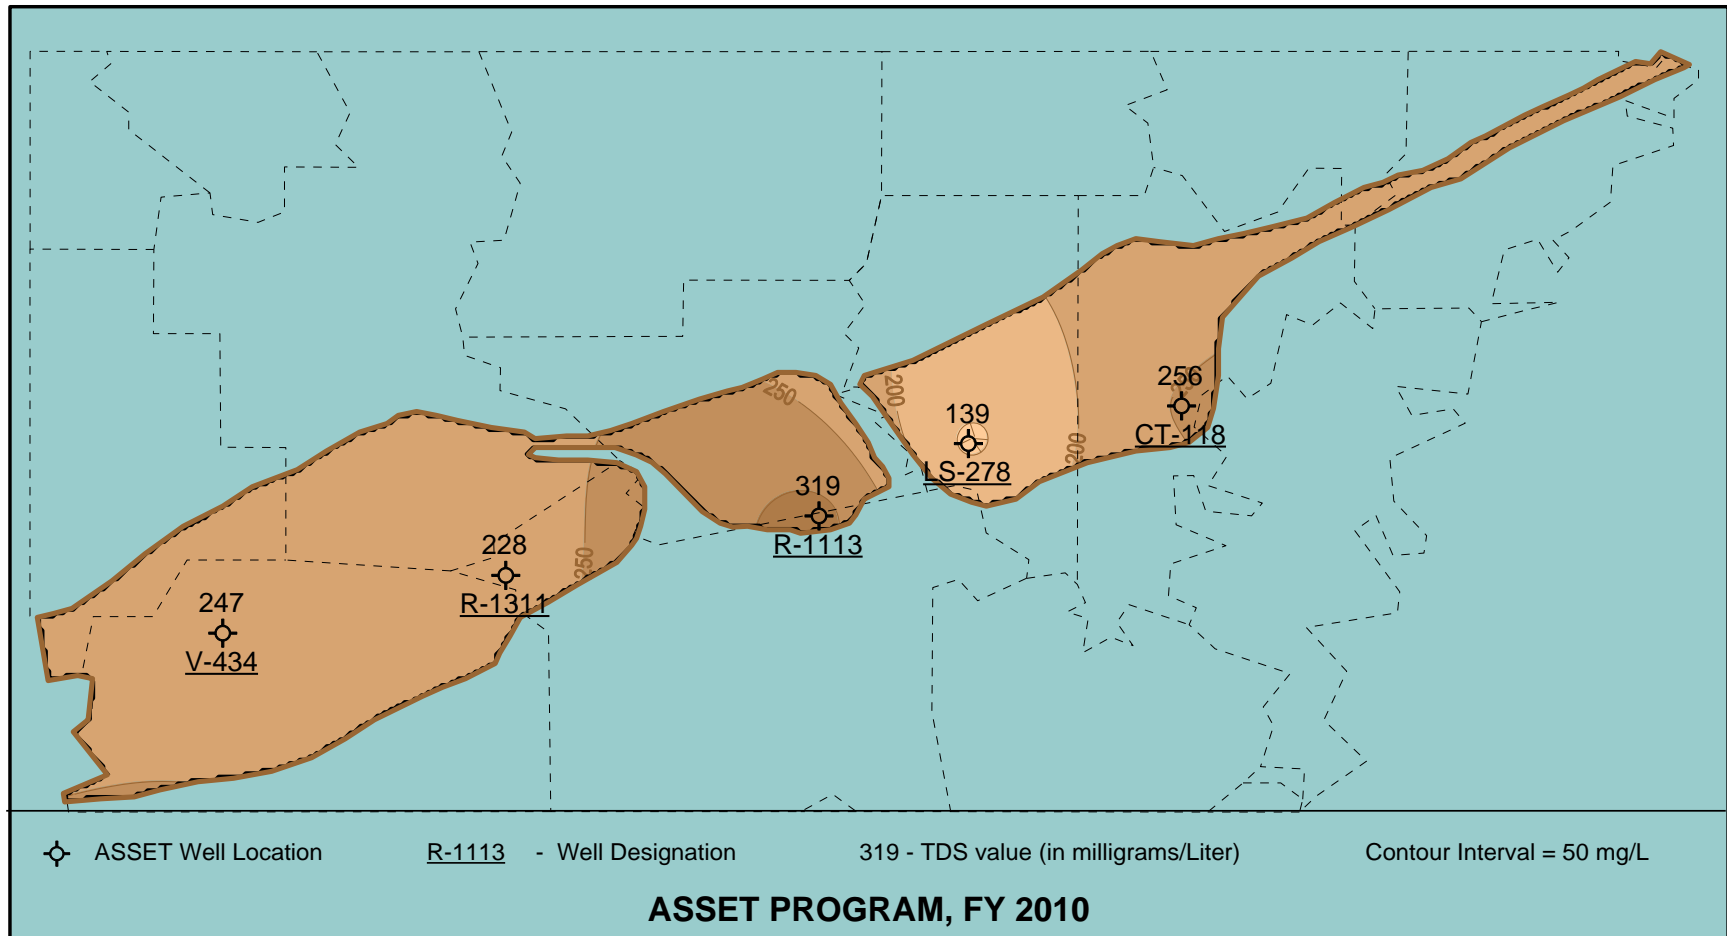 250
200
256
250
CT-118
139
LS-278
200
319
R-1113
228
R-1311
250
247
V-434
ASSET Well Location R-1113 - Well Designation 319 - TDS value (in milligrams/Liter) Contour Interval = 50 mg/L
ASSET PROGRAM, FY 2010